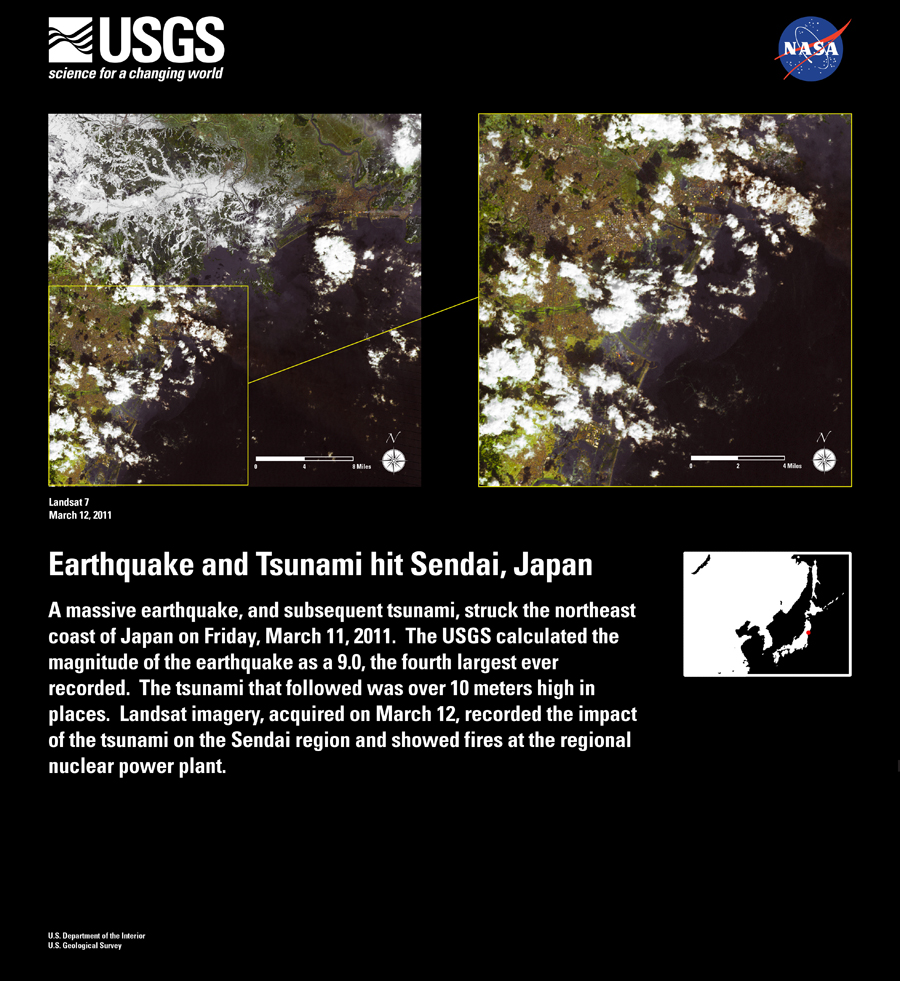 USGS
science for a changing world
NASA
N
0 4 8 Miles
N
0 2 4 Miles
Landsat 7
March 12, 2011
Earthquake and Tsunami hit Sendai, Japan
A massive earthquake, and subsequent tsunami, struck the northeast
coast of Japan on Friday, March 11, 2011.  The USGS calculated the
magnitude of the earthquake as a 9.0, the fourth largest ever
recorded.  The tsunami that followed was over 10 meters high in
places.  Landsat imagery, acquired on March 12, recorded the impact
of the tsunami on the Sendai region and showed fires at the regional
nuclear power plant.
U.S. Department of the Interior
U.S. Geological Survey